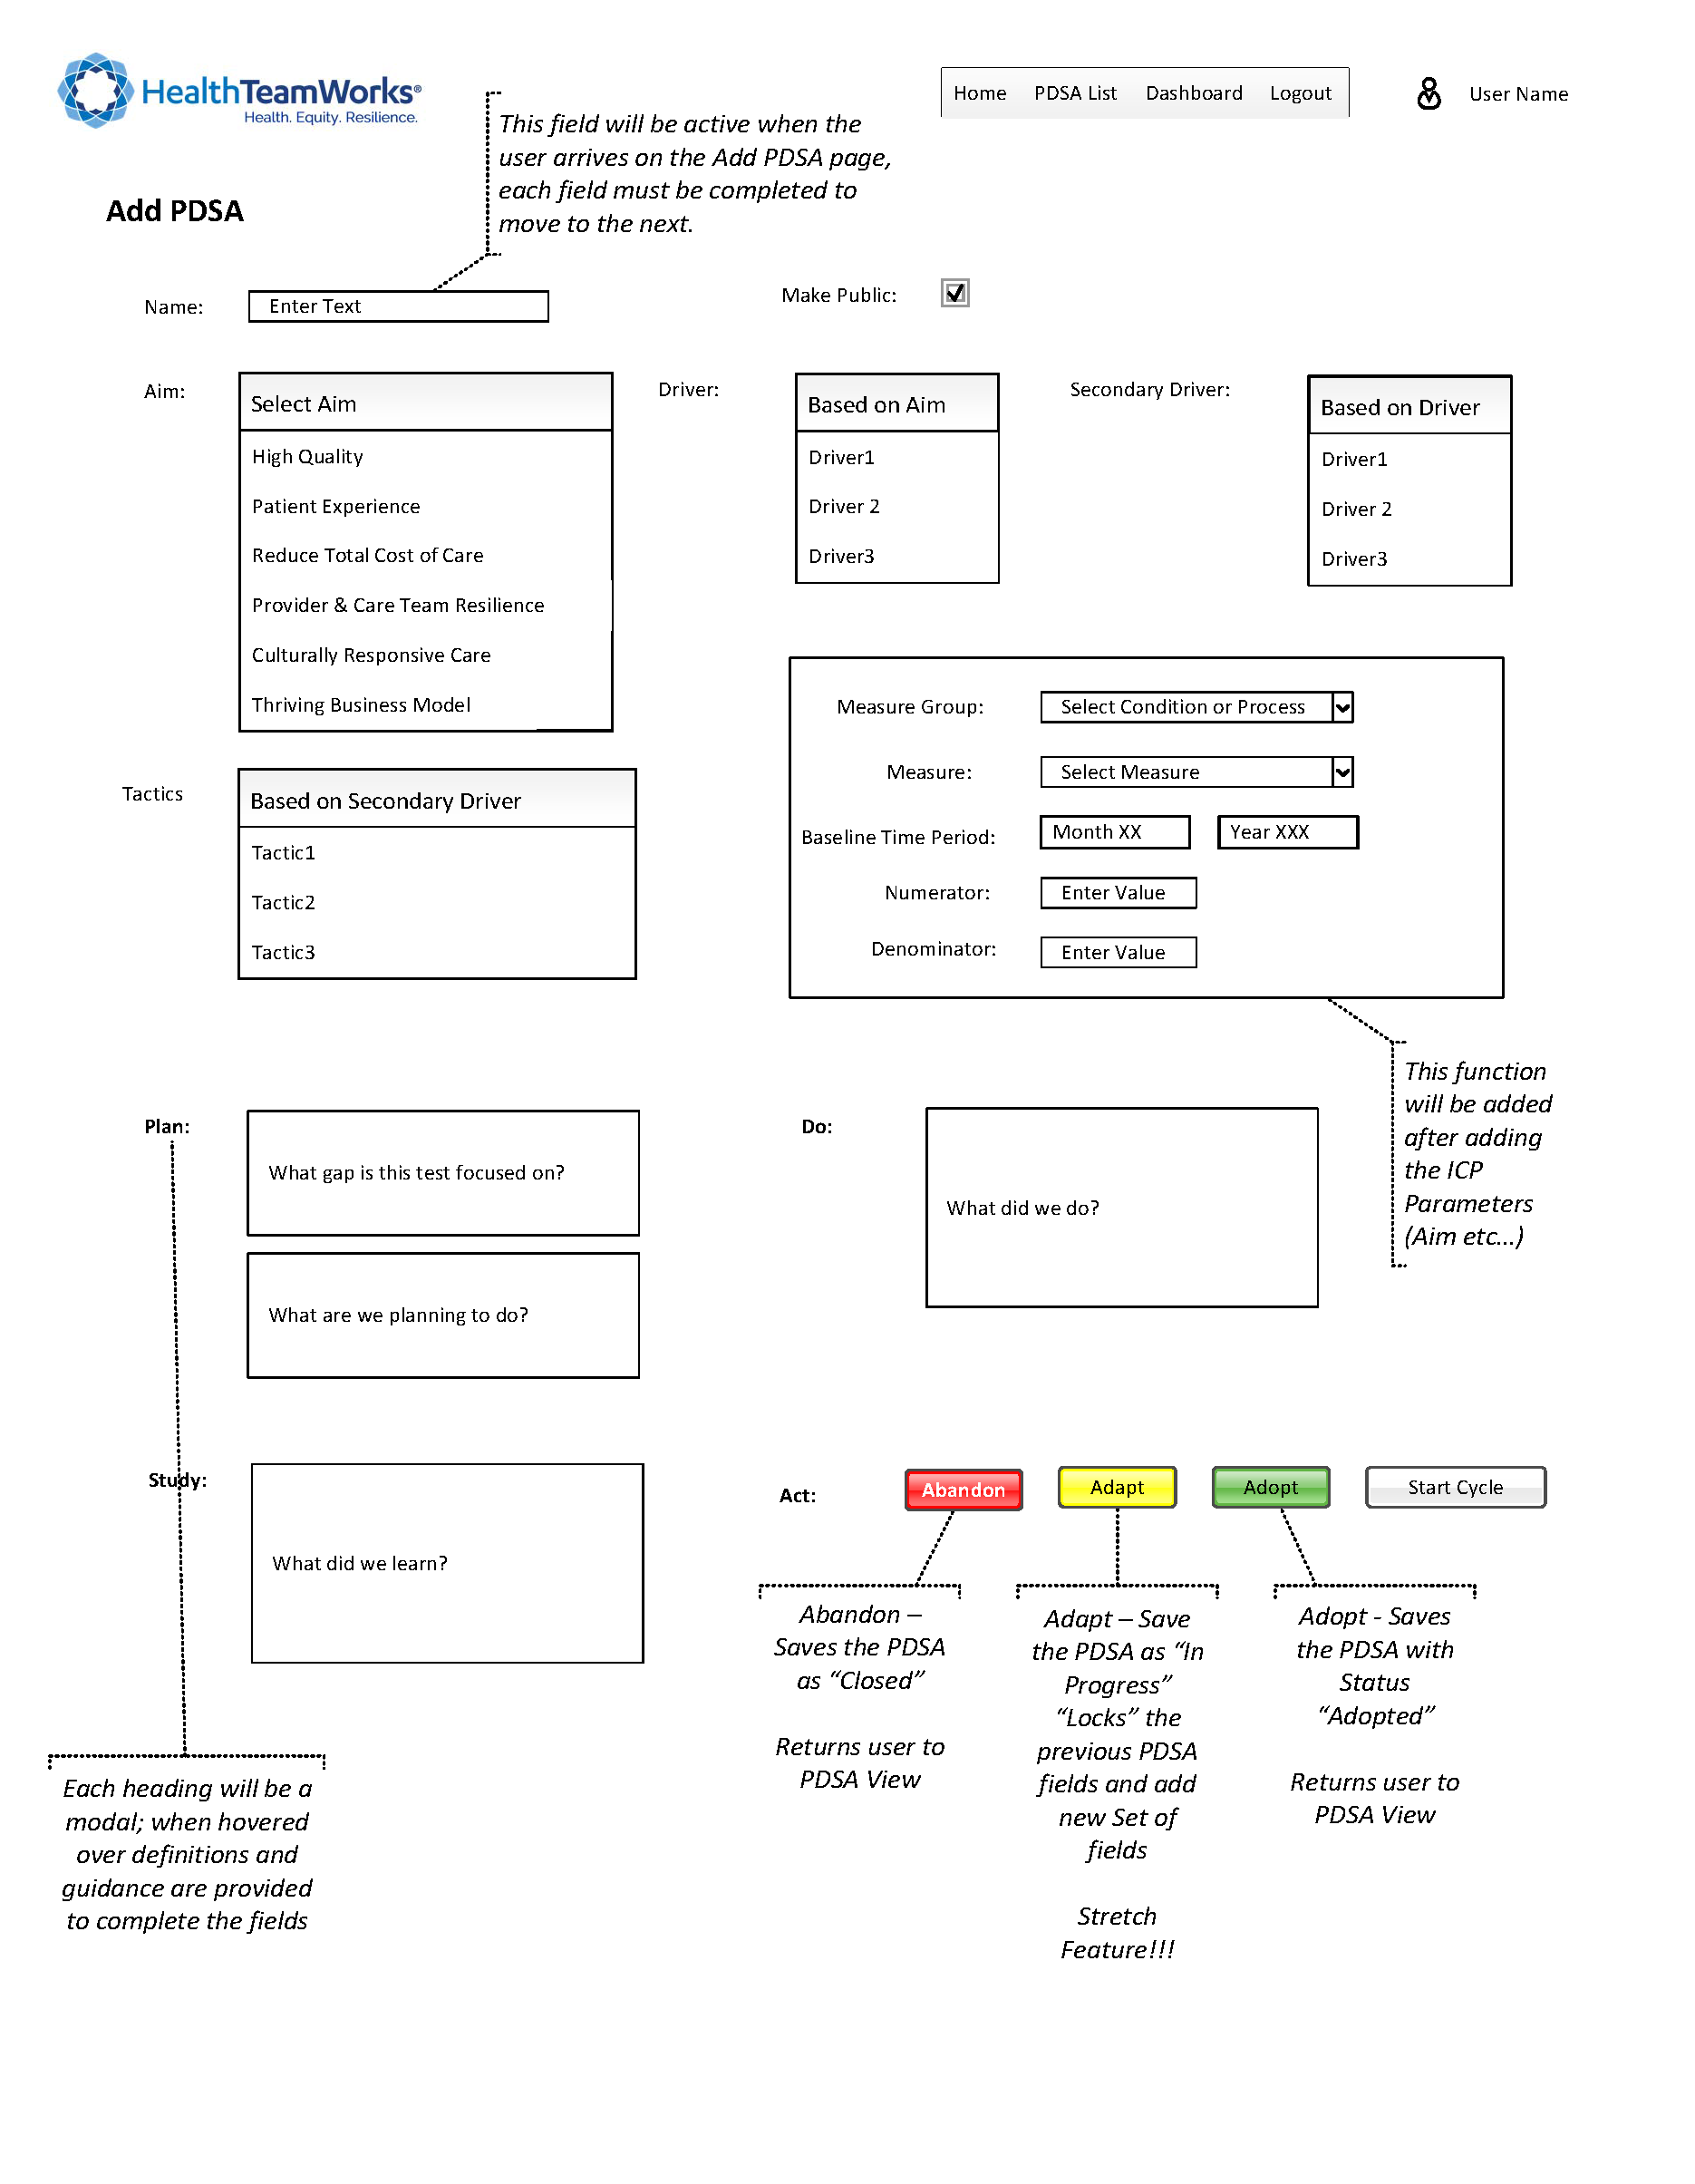 HealthTeamWorks®
Health. Equity. Resilience.
Home PDSA List Dashboard Logout
User Name
This field will be active when the
user arrives on the Add PDSA page,
each field must be completed to
move to the next.
Add PDSA
Name: Enter Text
Make Public:
Aim:
Select Aim
High Quality
Patient Experience
Reduce Total Cost of Care
Provider & Care Team Resilience
Culturally Responsive Care
Thriving Business Model
Driver:
Based on Aim
Driver1
Driver 2
Driver3
Secondary Driver:
Based on Driver
Driver1
Driver 2
Driver3
Tactics
Based on Secondary Driver
Tactic1
Tactic2
Tactic3
Measure Group: Select Condition or Process
Measure: Select Measure
Baseline Time Period: Month XX Year XXX
Numerator: Enter Value
Denominator: Enter Value
This function
will be added
after adding
the ICP
Parameters
(Aim etc...)
Plan:
What gap is this test focused on?
What are we planning to do?
Do:
What did we do?
Study:
What did we learn?
Act:
Abandon Adapt Adopt Start Cycle
Abandon –
Saves the PDSA
as “Closed”
Returns user to
PDSA View
Adapt – Save
the PDSA as “In
Progress”
“Locks” the
previous PDSA
fields and add
new Set of
fields
Stretch
Feature!!!
Adopt - Saves
the PDSA with
Status
“Adopted”
Returns user to
PDSA View
Each heading will be a
modal; when hovered
over definitions and
guidance are provided
to complete the fields